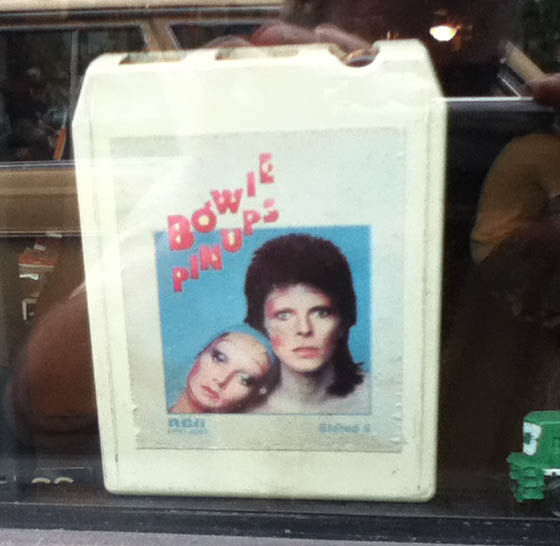 BOWIE
PINUPS
RCA
Stereo 8